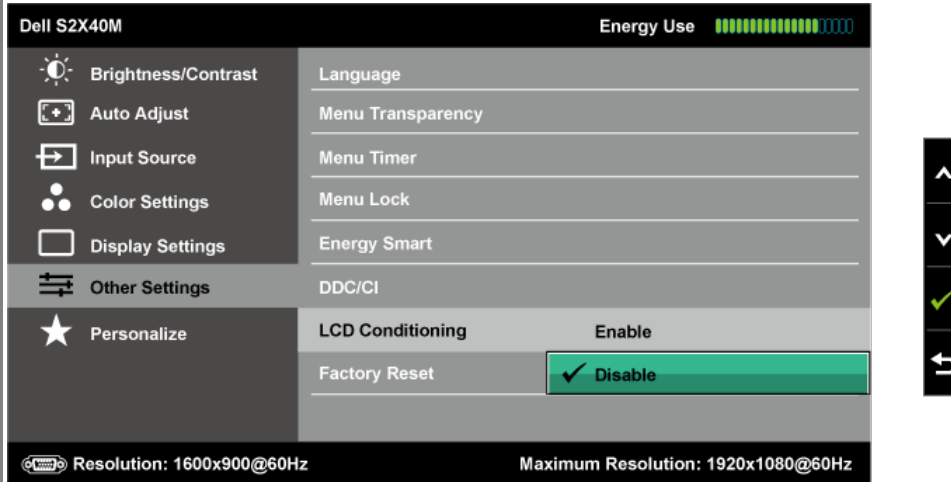 Dell S2X40M
Energy Use
Brightness/Contrast
Auto Adjust
Input Source
Color Settings
Display Settings
Other Settings
Personalize
Language
Menu Transparency
Menu Timer
Menu Lock
Energy Smart
DDC/CI
LCD Conditioning
Enable
Factory Reset
Disable
Resolution: 1600x900@60Hz
Maximum Resolution: 1920x1080@60Hz